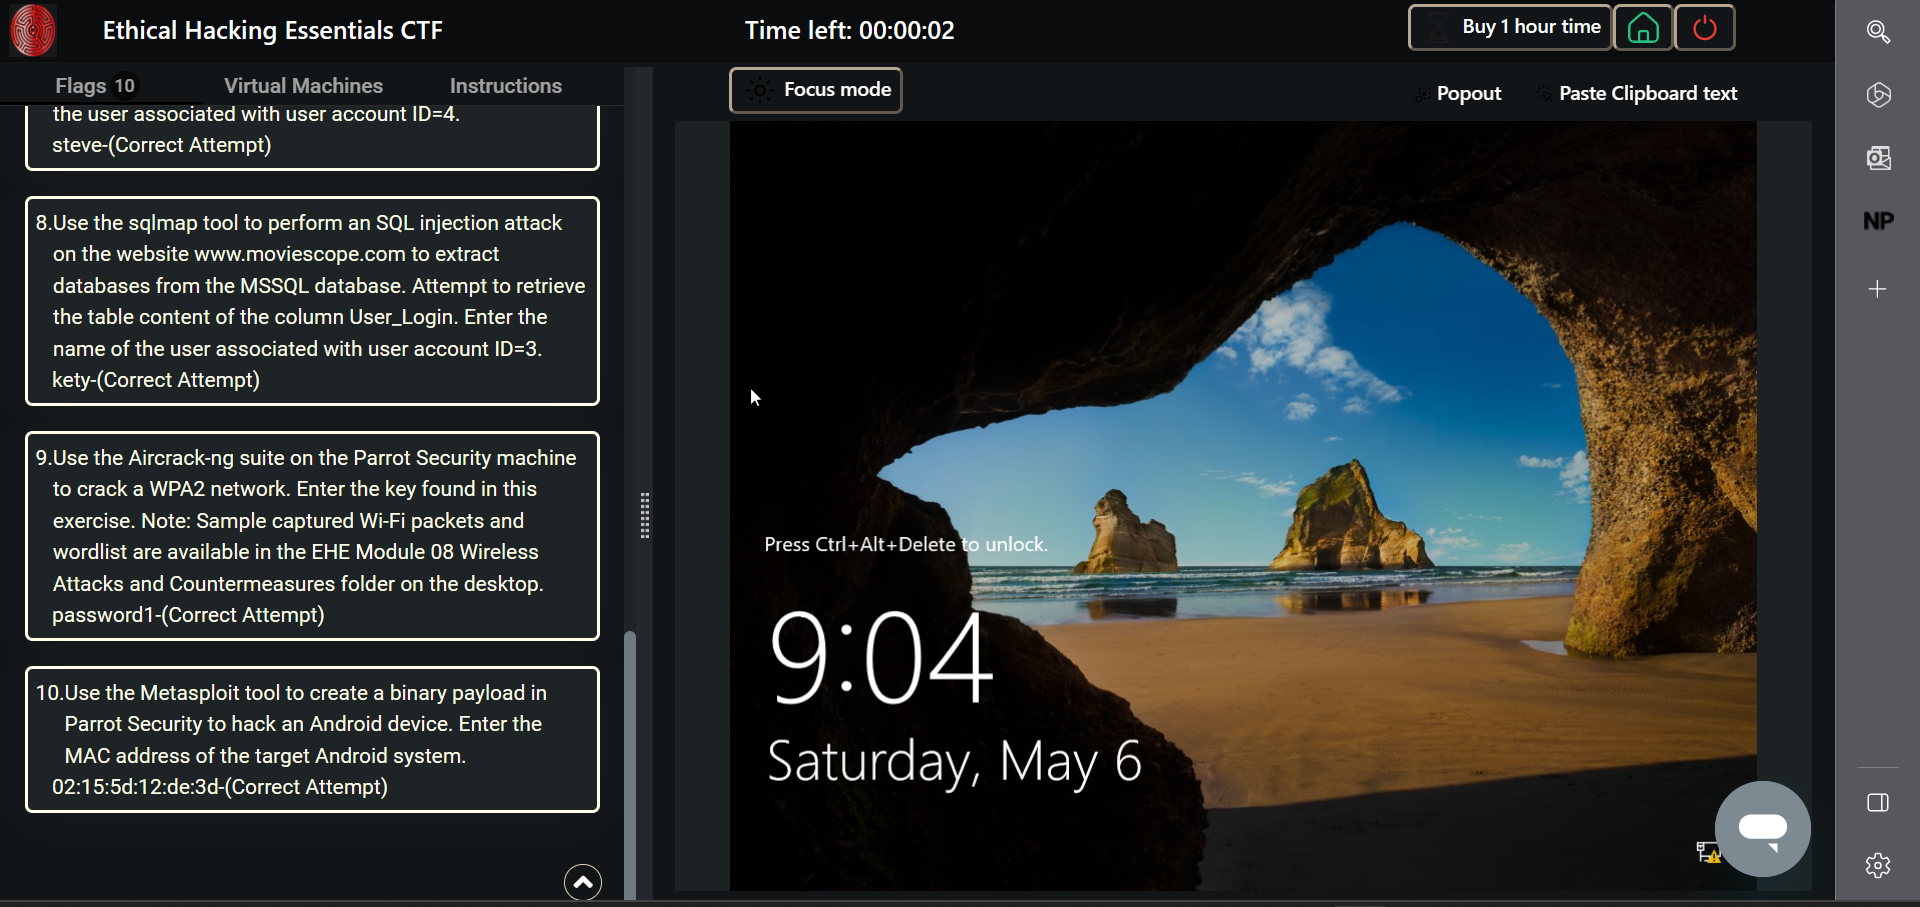 Ethical Hacking Essentials CTF
Time left: 00:00:02
Buy 1 hour time
Flags 10
Virtual Machines
Instructions
Focus mode
Popout
Paste Clipboard text
the user associated with user account ID=4.
steve-(Correct Attempt)
8.Use the sqlmap tool to perform an SQL injection attack
on the website www.moviescope.com to extract
databases from the MSSQL database. Attempt to retrieve
the table content of the column User_Login. Enter the
name of the user associated with user account ID=3.
kety-(Correct Attempt)
9.Use the Aircrack-ng suite on the Parrot Security machine
to crack a WPA2 network. Enter the key found in this
exercise. Note: Sample captured Wi-Fi packets and
wordlist are available in the EHE Module 08 Wireless
Attacks and Countermeasures folder on the desktop.
password1-(Correct Attempt)
10.Use the Metasploit tool to create a binary payload in
Parrot Security to hack an Android device. Enter the
MAC address of the target Android system.
02:15:5d:12:de:3d-(Correct Attempt)
Press Ctrl+Alt+Delete to unlock.
9:04
Saturday, May 6
NP